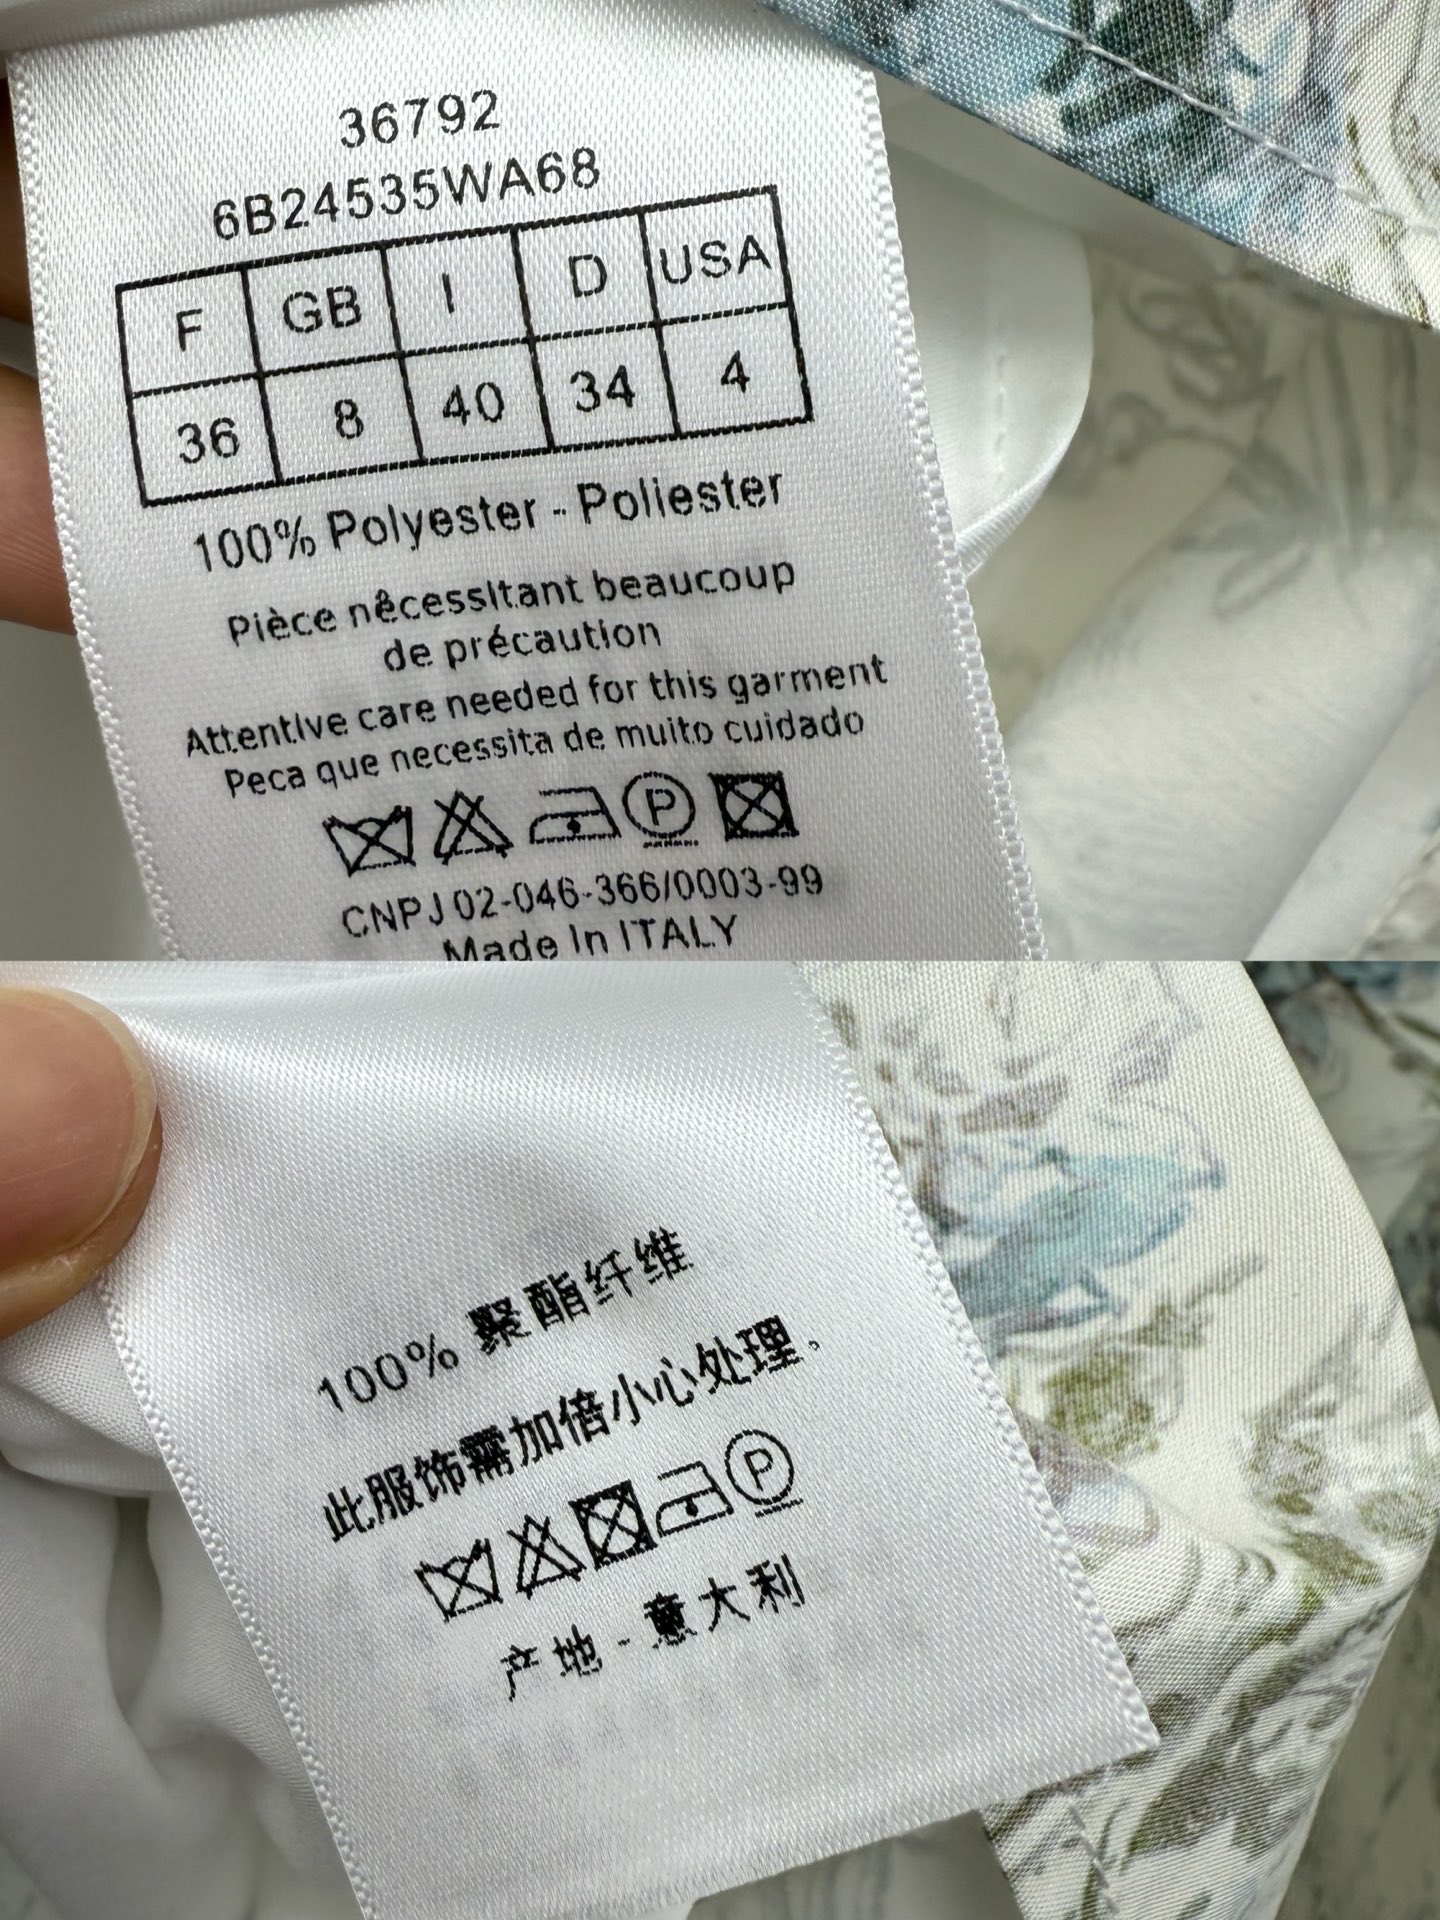 36792
6B24535WA68
F GB I D USA
36 8 40 34 4
100% Polyester - Poliester
Pièce nêcessitant beaucoup
de précaution
Attentive care needed for this garment
Peca que necessita de muito cuidado
P
CNPJ 02-046-366/0003-99
Made In ITALY
100% 聚酯纤维
此服饰需加倍小心处理。
P
产地-意大利